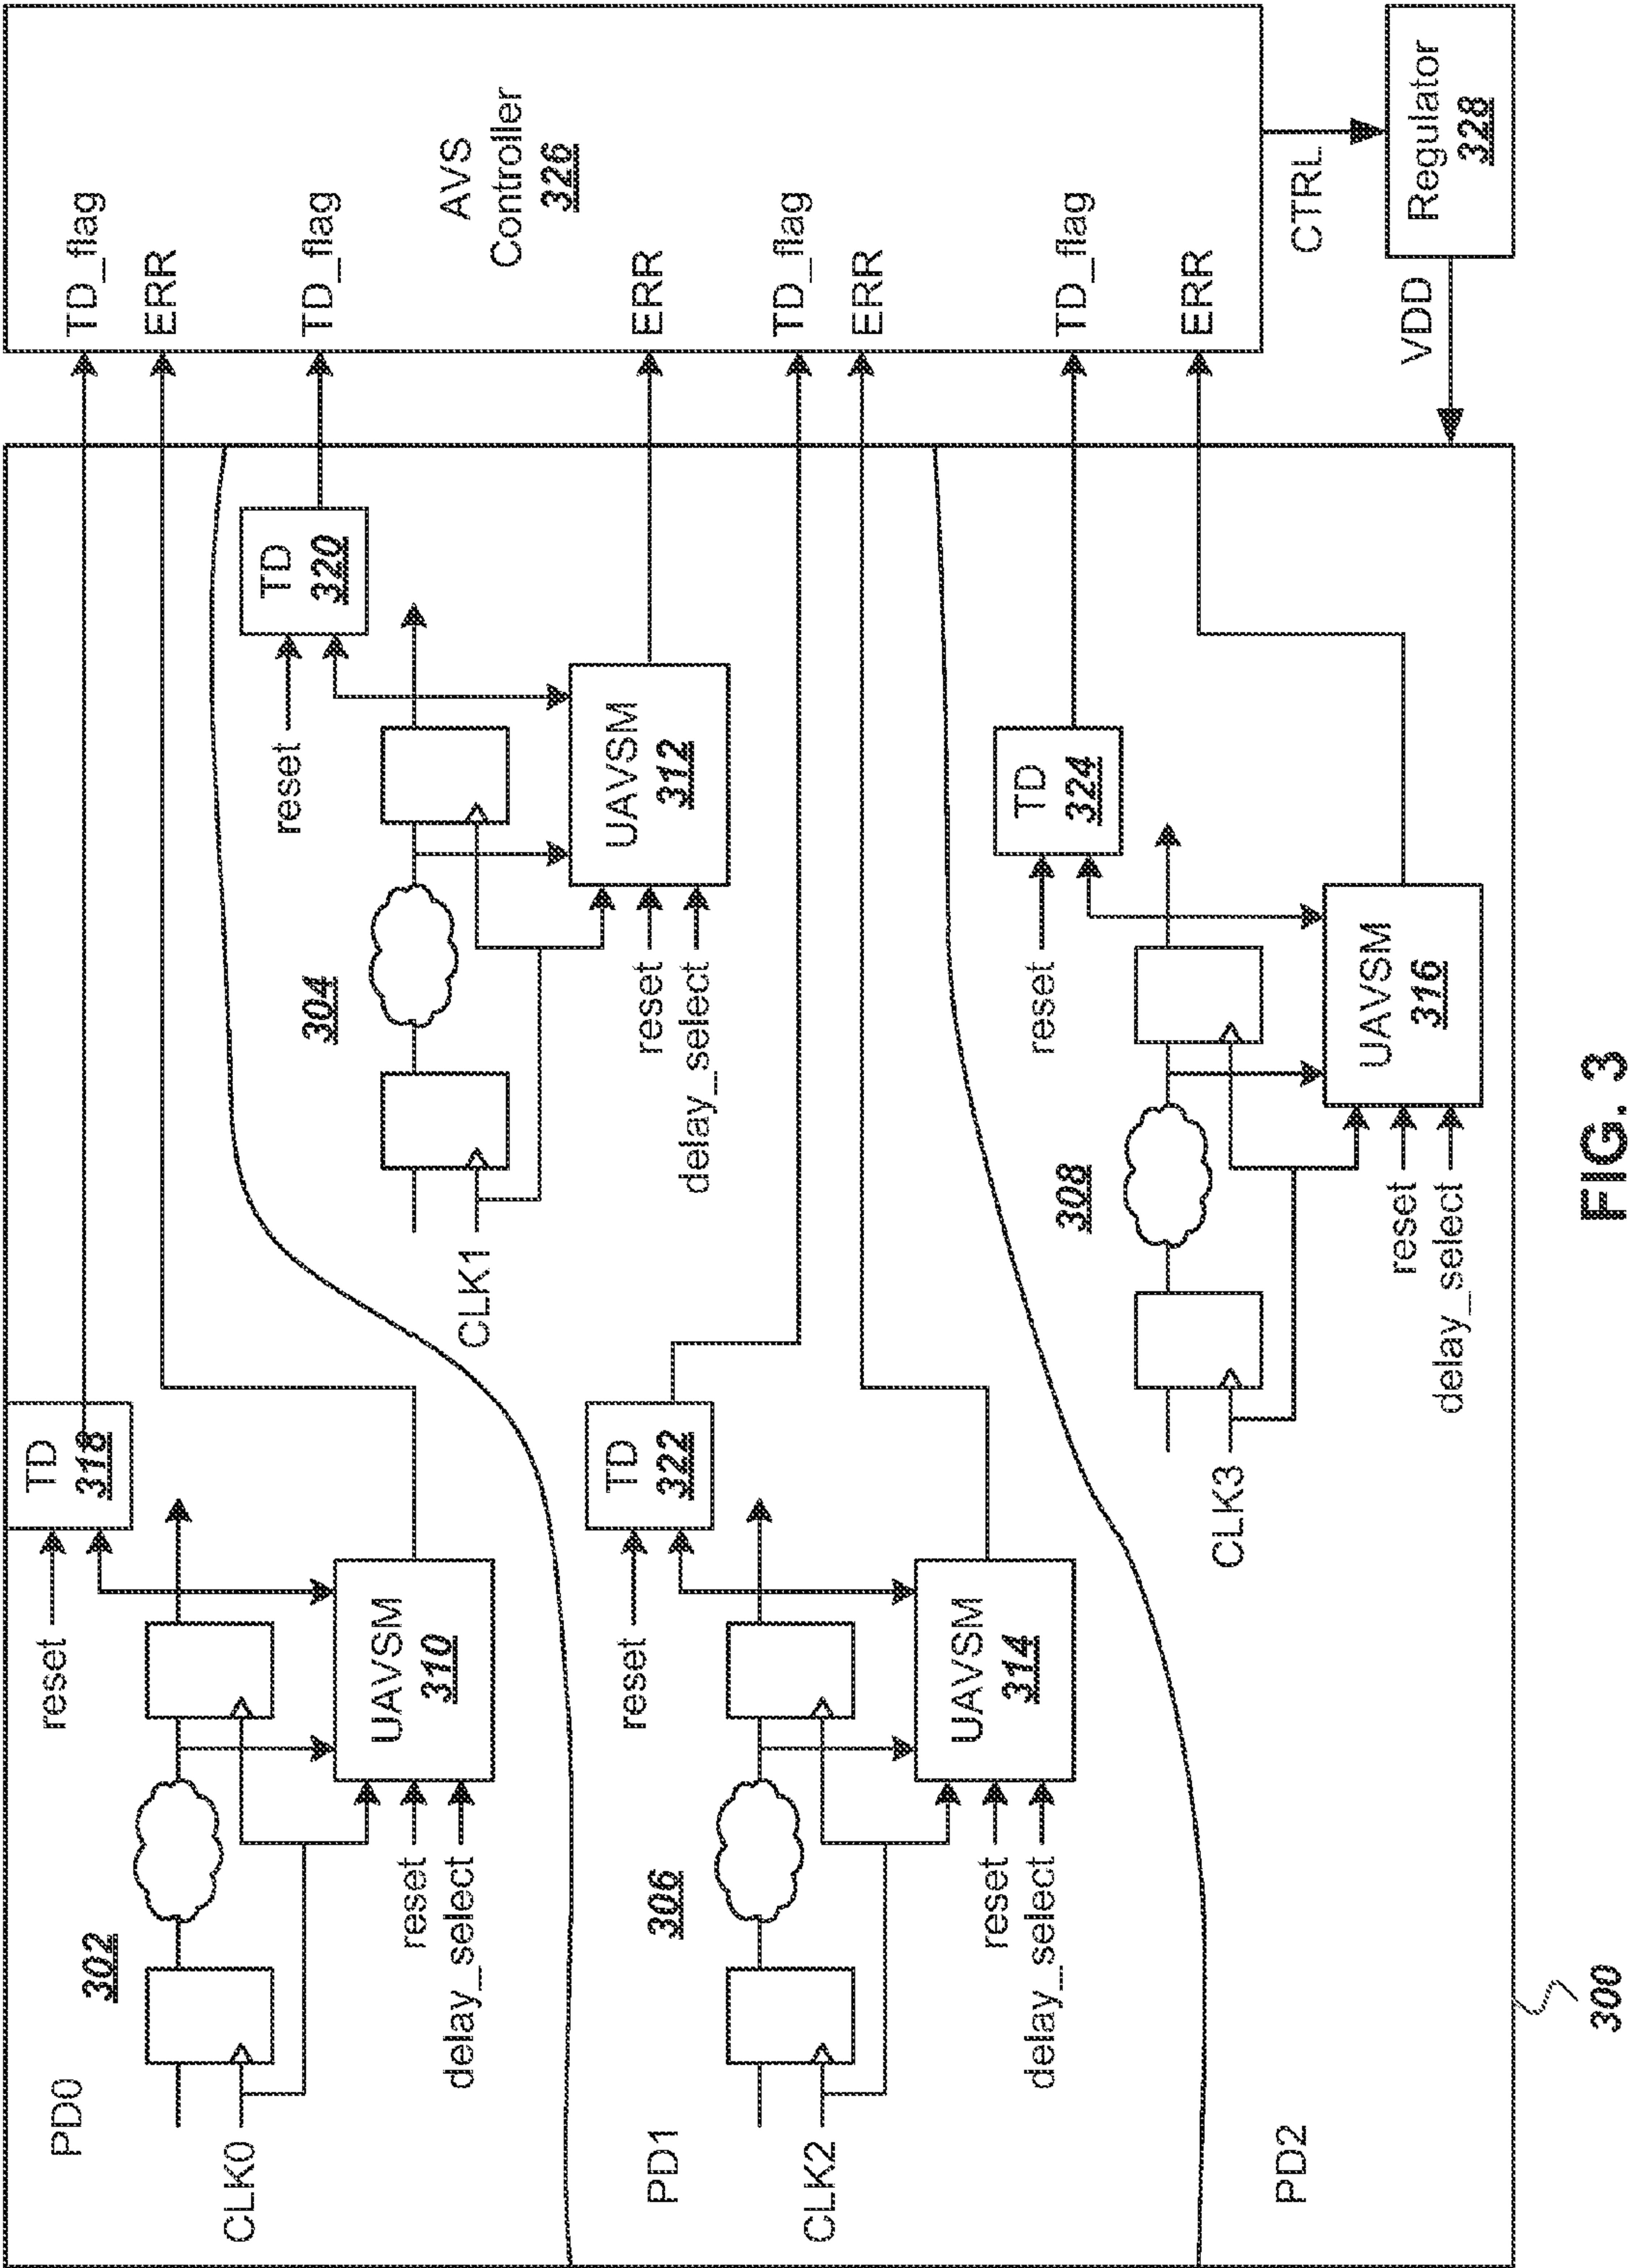 PD0
302
CLK0
reset
TD
318
UAVSM
310
reset
delay_select
304
CLK1
reset
TD
320
UAVSM
312
reset
delay_select
PD1
306
CLK2
reset
TD
322
UAVSM
314
reset
delay_select
PD2
308
CLK3
reset
TD
324
UAVSM
316
reset
delay_select
TD_flag
ERR
TD_flag
AVS
Controller
326
ERR
TD_flag
ERR
TD_flag
ERR
CTRL
Regulator
328
VDD
300
FIG. 3